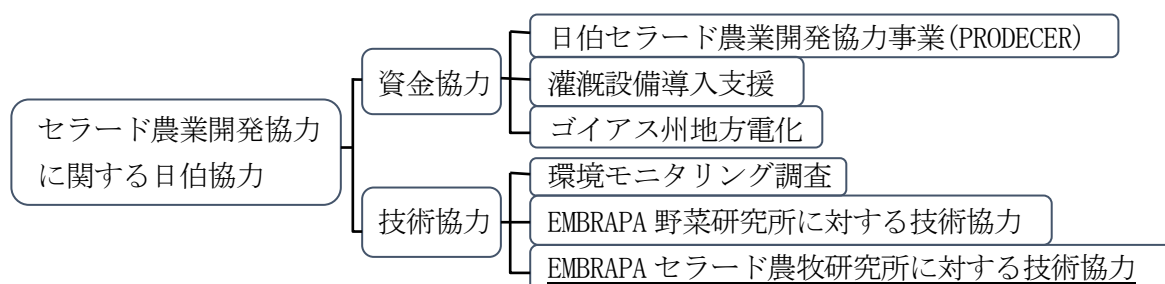 セラード農業開発協力
に関する日伯協力
資金協力
日伯セラード農業開発協力事業(PRODECER)
灌漑設備導入支援
ゴイアス州地方電化
技術協力
環境モニタリング調査
EMBRAPA 野菜研究所に対する技術協力
EMBRAPA セラード農牧研究所に対する技術協力